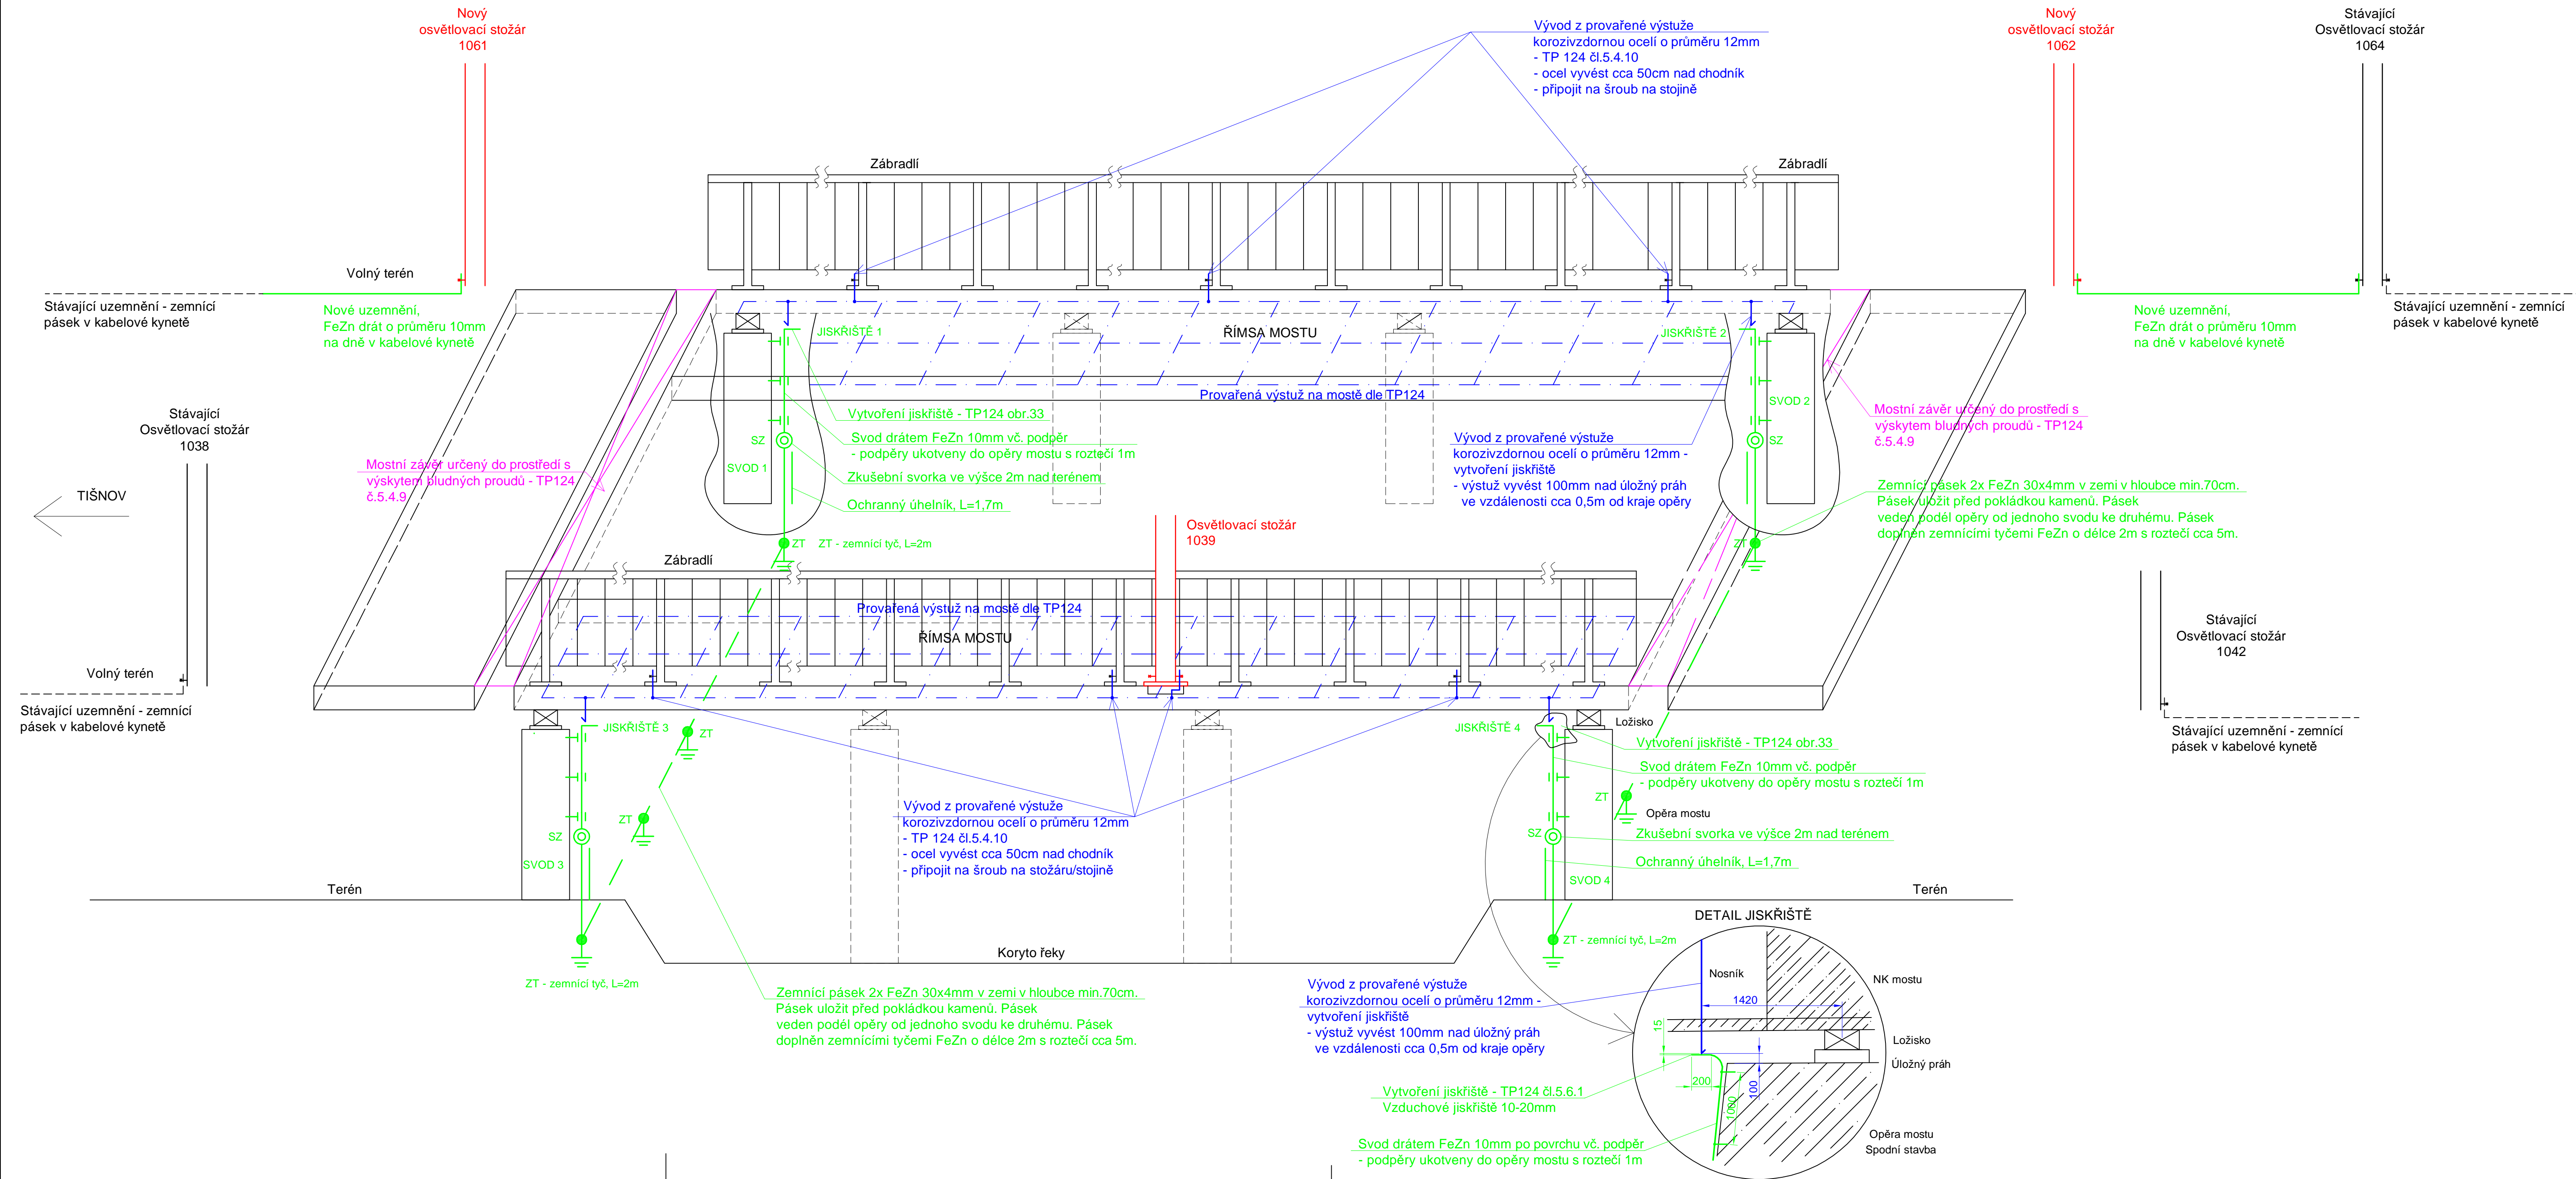 Nový
osvětlovací stožár
1061
Vývod z provařené výstuže
korozivzdornou ocelí o průměru 12mm
- TP 124 čl.5.4.10
- ocel vyvést cca 50cm nad chodník
- připojit na šroub na stojině
Nový
osvětlovací stožár
1062
Stávající
Osvětlovací stožár
1064
Zábradlí
Zábradlí
Volný terén
Stávající uzemnění - zemnící
pásek v kabelové kynetě
Nové uzemnění,
FeZn drát o průměru 10mm
na dně v kabelové kynetě
JISKŘIŠTĚ 1
ŘÍMSA MOSTU
JISKŘIŠTĚ 2
Nové uzemnění,
FeZn drát o průměru 10mm
na dně v kabelové kynetě
Stávající uzemnění - zemnící
pásek v kabelové kynetě
Provařená výstuž na mostě dle TP124
Stávající
Osvětlovací stožár
1038
Vytvoření jiskřiště - TP124 obr.33
Svod drátem FeZn 10mm vč. podpěr
- podpěry ukotveny do opěry mostu s roztečí 1m
SZ
SVOD 1
Zkušební svorka ve výšce 2m nad terénem
Ochranný úhelník, L=1,7m
Vývod z provařené výstuže
korozivzdornou ocelí o průměru 12mm -
vytvoření jiskřiště
- výstuž vyvést 100mm nad úložný práh
ve vzdálenosti cca 0,5m od kraje opěry
SVOD 2
SZ
Mostní závěr určený do prostředí s
výskytem bludných proudů - TP124
č.5.4.9
Mostní závěr určený do prostředí s
výskytem bludných proudů - TP124
č.5.4.9
TIŠNOV
Zemnící pásek 2x FeZn 30x4mm v zemi v hloubce min.70cm.
Pásek uložit před pokládkou kamenů. Pásek
veden podél opěry od jednoho svodu ke druhému. Pásek
doplněn zemnícími tyčemi FeZn o délce 2m s roztečí cca 5m.
Osvětlovací stožár
1039
ZT
ZT - zemnící tyč, L=2m
ZT
Zábradlí
Provařená výstuž na mostě dle TP124
ŘÍMSA MOSTU
Stávající
Osvětlovací stožár
1042
Volný terén
Stávající uzemnění - zemnící
pásek v kabelové kynetě
Stávající uzemnění - zemnící
pásek v kabelové kynetě
JISKŘIŠTĚ 3
ZT
JISKŘIŠTĚ 4
Ložisko
Vytvoření jiskřiště - TP124 obr.33
Svod drátem FeZn 10mm vč. podpěr
- podpěry ukotveny do opěry mostu s roztečí 1m
ZT
Opěra mostu
Vývod z provařené výstuže
korozivzdornou ocelí o průměru 12mm
- TP 124 čl.5.4.10
- ocel vyvést cca 50cm nad chodník
- připojit na šroub na stožáru/stojině
ZT
SZ
SVOD 3
SZ
Zkušební svorka ve výšce 2m nad terénem
Ochranný úhelník, L=1,7m
SVOD 4
Terén
Terén
DETAIL JISKŘIŠTĚ
ZT - zemnící tyč, L=2m
Koryto řeky
ZT - zemnící tyč, L=2m
Zemnící pásek 2x FeZn 30x4mm v zemi v hloubce min.70cm.
Pásek uložit před pokládkou kamenů. Pásek
veden podél opěry od jednoho svodu ke druhému. Pásek
doplněn zemnícími tyčemi FeZn o délce 2m s roztečí cca 5m.
Vývod z provařené výstuže
korozivzdornou ocelí o průměru 12mm -
vytvoření jiskřiště
- výstuž vyvést 100mm nad úložný práh
ve vzdálenosti cca 0,5m od kraje opěry
Nosník
NK mostu
1420
15
Ložisko
Úložný práh
200
100
1000
Vytvoření jiskřiště - TP124 čl.5.6.1
Vzduchové jiskřiště 10-20mm
Opěra mostu
Spodní stavba
Svod drátem FeZn 10mm po povrchu vč. podpěr
- podpěry ukotveny do opěry mostu s roztečí 1m